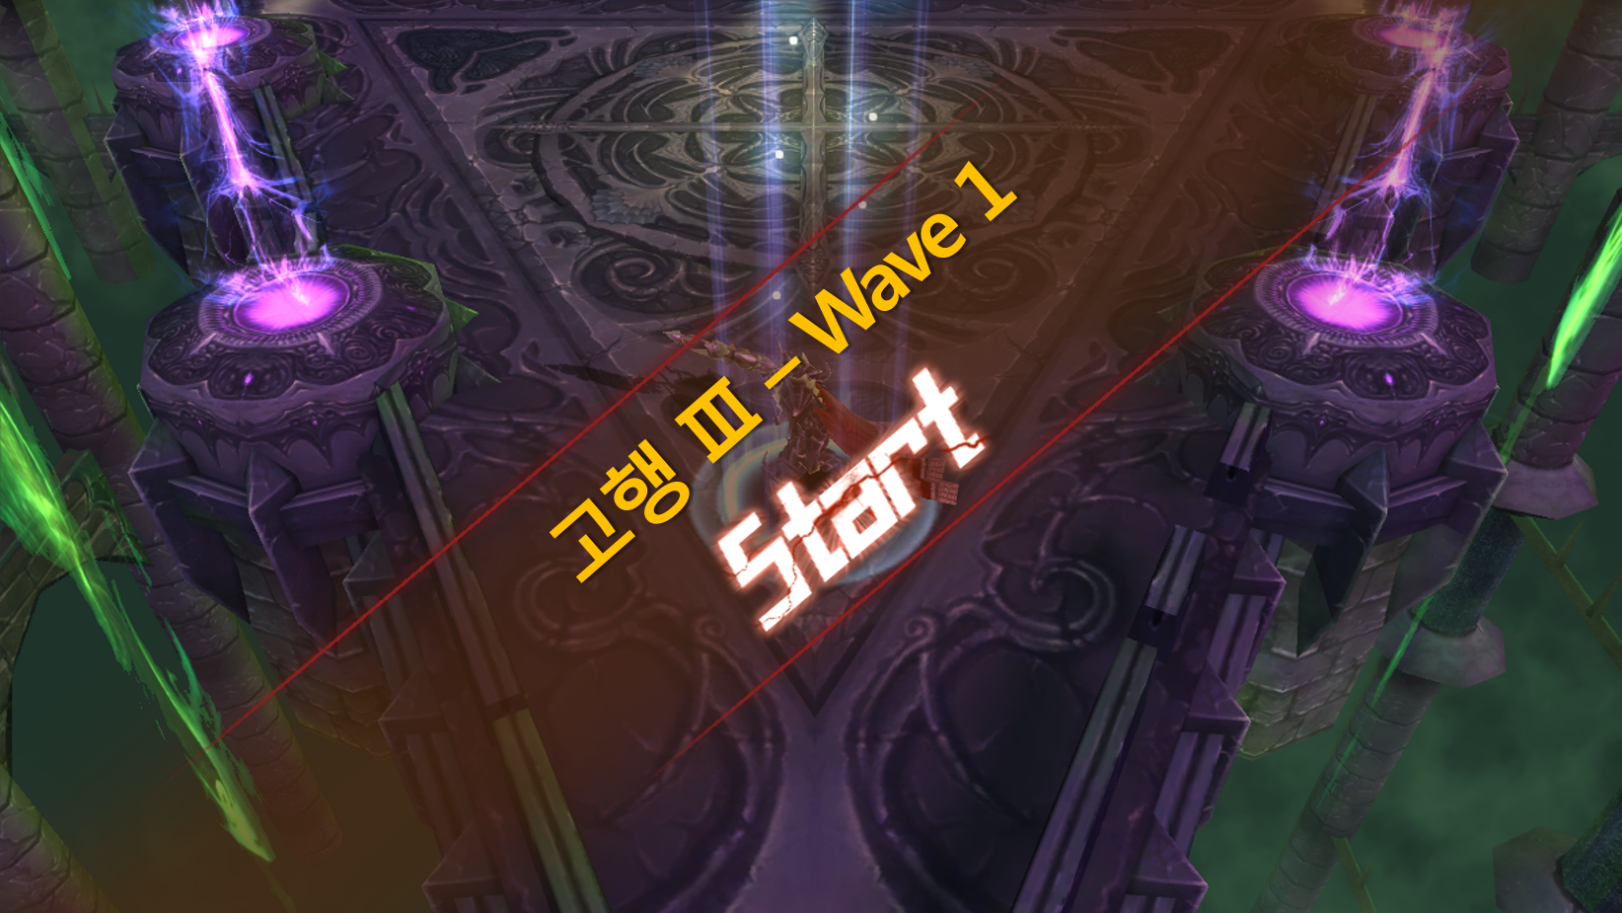 고행 Ⅲ – Wave 1
Start